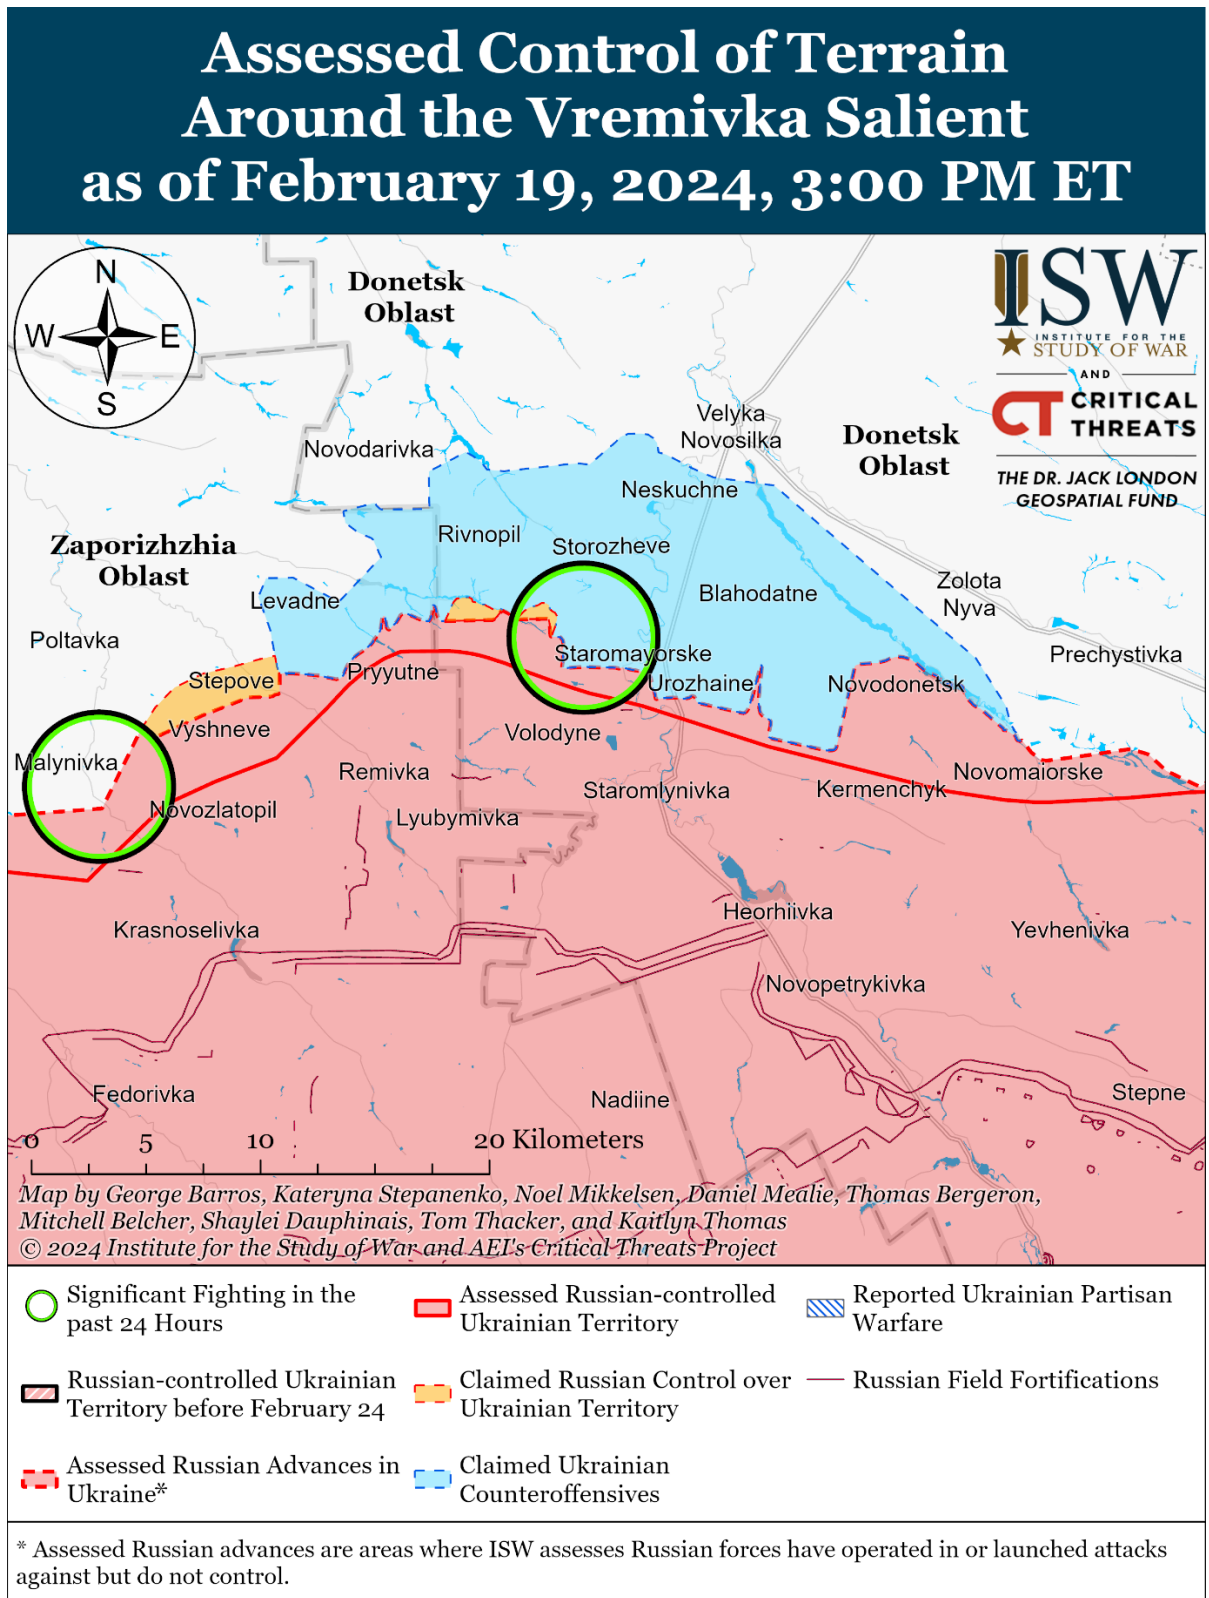 Assessed Control of Terrain
Around the Vremivka Salient
as of February 19, 2024, 3:00 PM ET
N
W
E
S
Donetsk
Oblast
ISW
INSTITUTE FOR THE
STUDY OF WAR
AND
CT CRITICAL
THREATS
THE DR. JACK LONDON
GEOSPATIAL FUND
Velyka
Novosilka
Donetsk
Oblast
Novodarivka
Neskuchne
Rivnopil
Storozheve
Zaporizhzhia
Oblast
Levadne
Blahodatne
Zolota
Nyva
Poltavka
Staromayorske
Prechystivka
Stepove
Pryyutne
Urozhaine
Novodonetsk
Vyshneve
Volodyne
Malynivka
Remivka
Novomaiorske
Staromlynivka
Kermenchyk
Novozlatopil
Lyubymivka
Heorhiivka
Krasnoselivka
Yevhenivka
Novopetrykivka
Fedorivka
Nadiine
Stepne
0 5 10 20 Kilometers
Map by George Barros, Kateryna Stepanenko, Noel Mikkelsen, Daniel Mealie, Thomas Bergeron,
Mitchell Belcher, Shaylei Dauphinais, Tom Thacker, and Kaitlyn Thomas
© 2024 Institute for the Study of War and AEI's Critical Threats Project
Significant Fighting in the
past 24 Hours
Assessed Russian-controlled
Ukrainian Territory
Reported Ukrainian Partisan
Warfare
Russian-controlled Ukrainian
Territory before February 24
Claimed Russian Control over
Ukrainian Territory
Russian Field Fortifications
Assessed Russian Advances in
Ukraine*
Claimed Ukrainian
Counteroffensives
* Assessed Russian advances are areas where ISW assesses Russian forces have operated in or launched attacks
against but do not control.